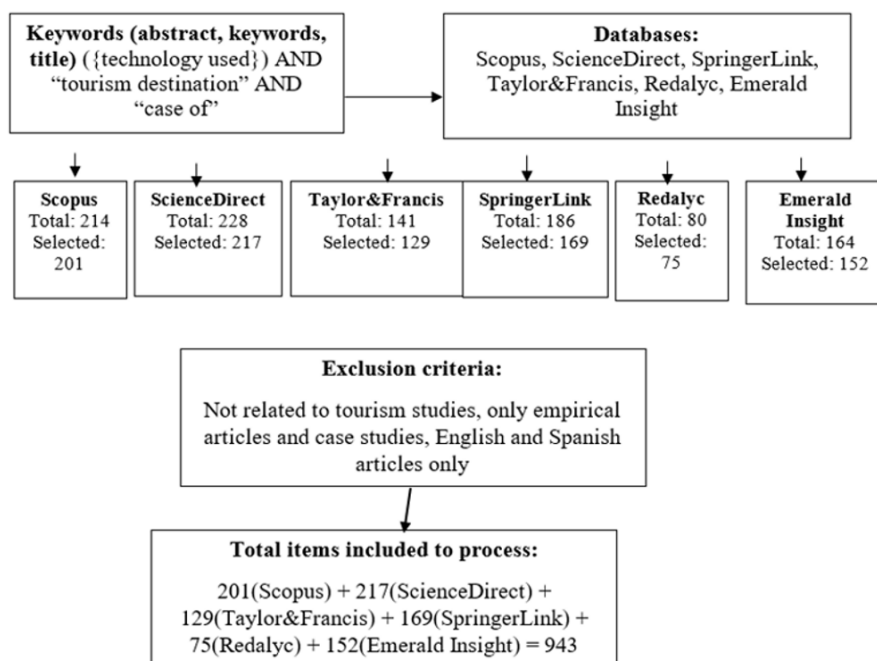 Keywords (abstract, keywords,
title) ({technology used}) AND
“tourism destination” AND
“case of”
Databases:
Scopus, ScienceDirect, SpringerLink,
Taylor&Francis, Redalyc, Emerald
Insight
Scopus
Total: 214
Selected:
201
ScienceDirect
Total: 228
Selected: 217
Taylor&Francis
Total: 141
Selected: 129
SpringerLink
Total: 186
Selected: 169
Redalyc
Total: 80
Selected:
75
Emerald
Insight
Total: 164
Selected: 152
Exclusion criteria:
Not related to tourism studies, only empirical
articles and case studies, English and Spanish
articles only
Total items included to process:
201(Scopus) + 217(ScienceDirect) +
129(Taylor&Francis) + 169(SpringerLink) +
75(Redalyc) + 152(Emerald Insight) = 943